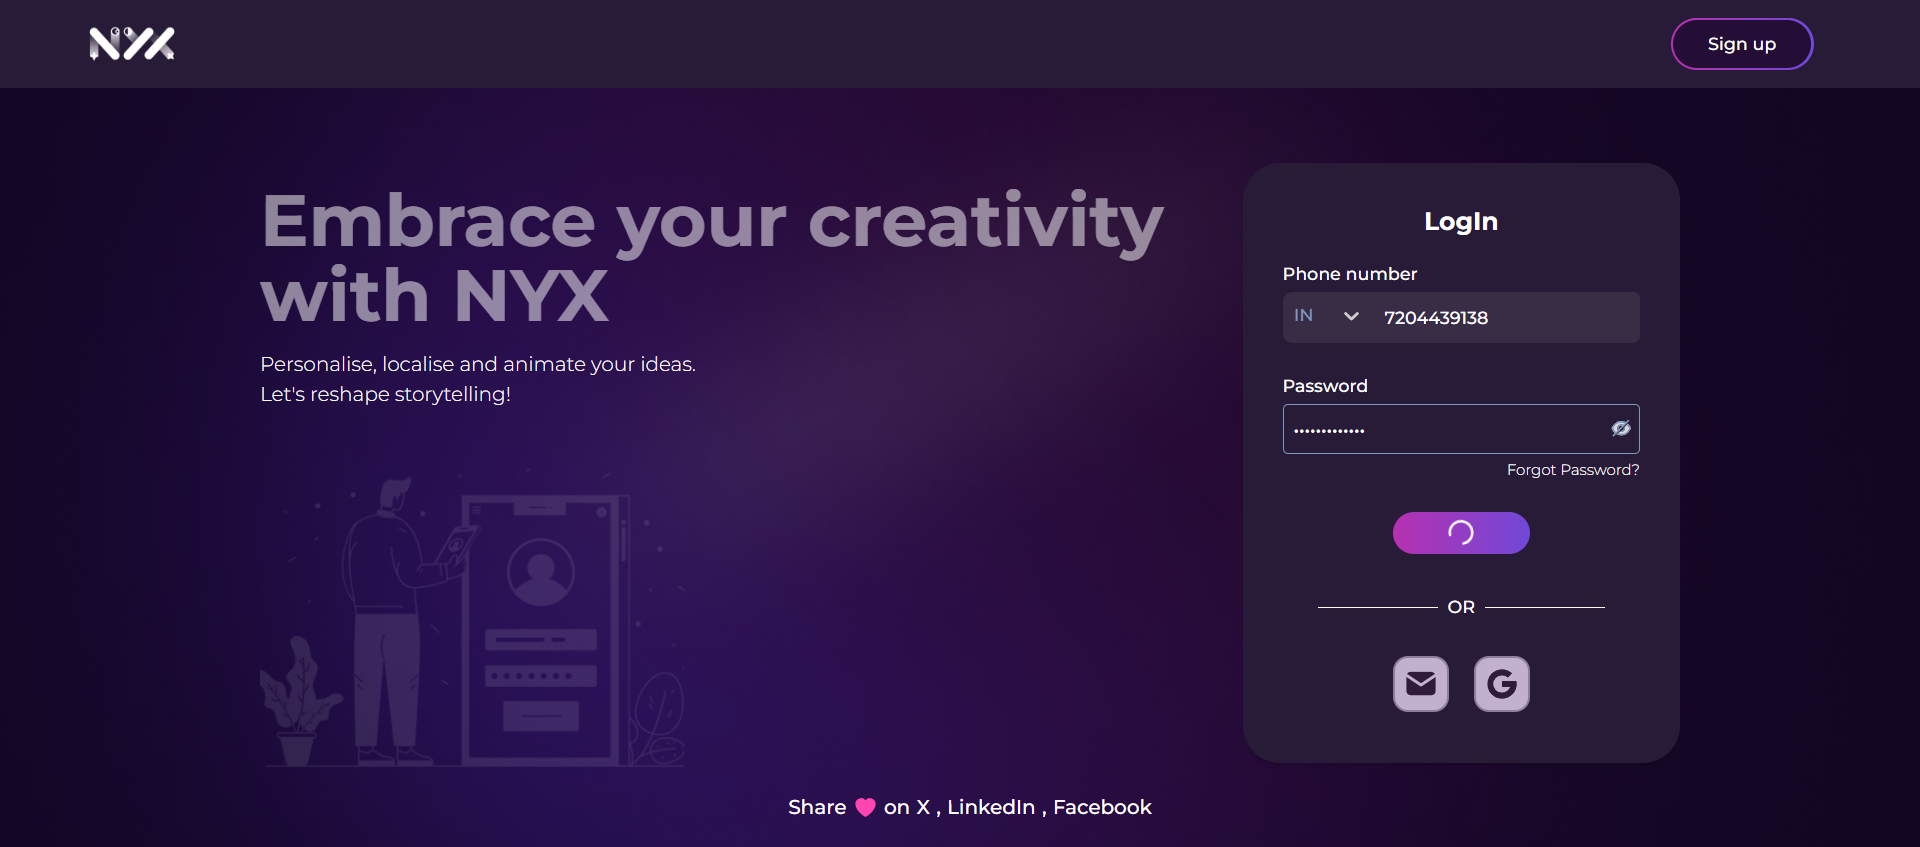 NYX
Sign up
Embrace your creativity
with NYX
Personalise, localise and animate your ideas.
Let's reshape storytelling!
LogIn
Phone number
IN 7204439138
Password
•••••••••••••
Forgot Password?
OR
G
Share on X , LinkedIn , Facebook